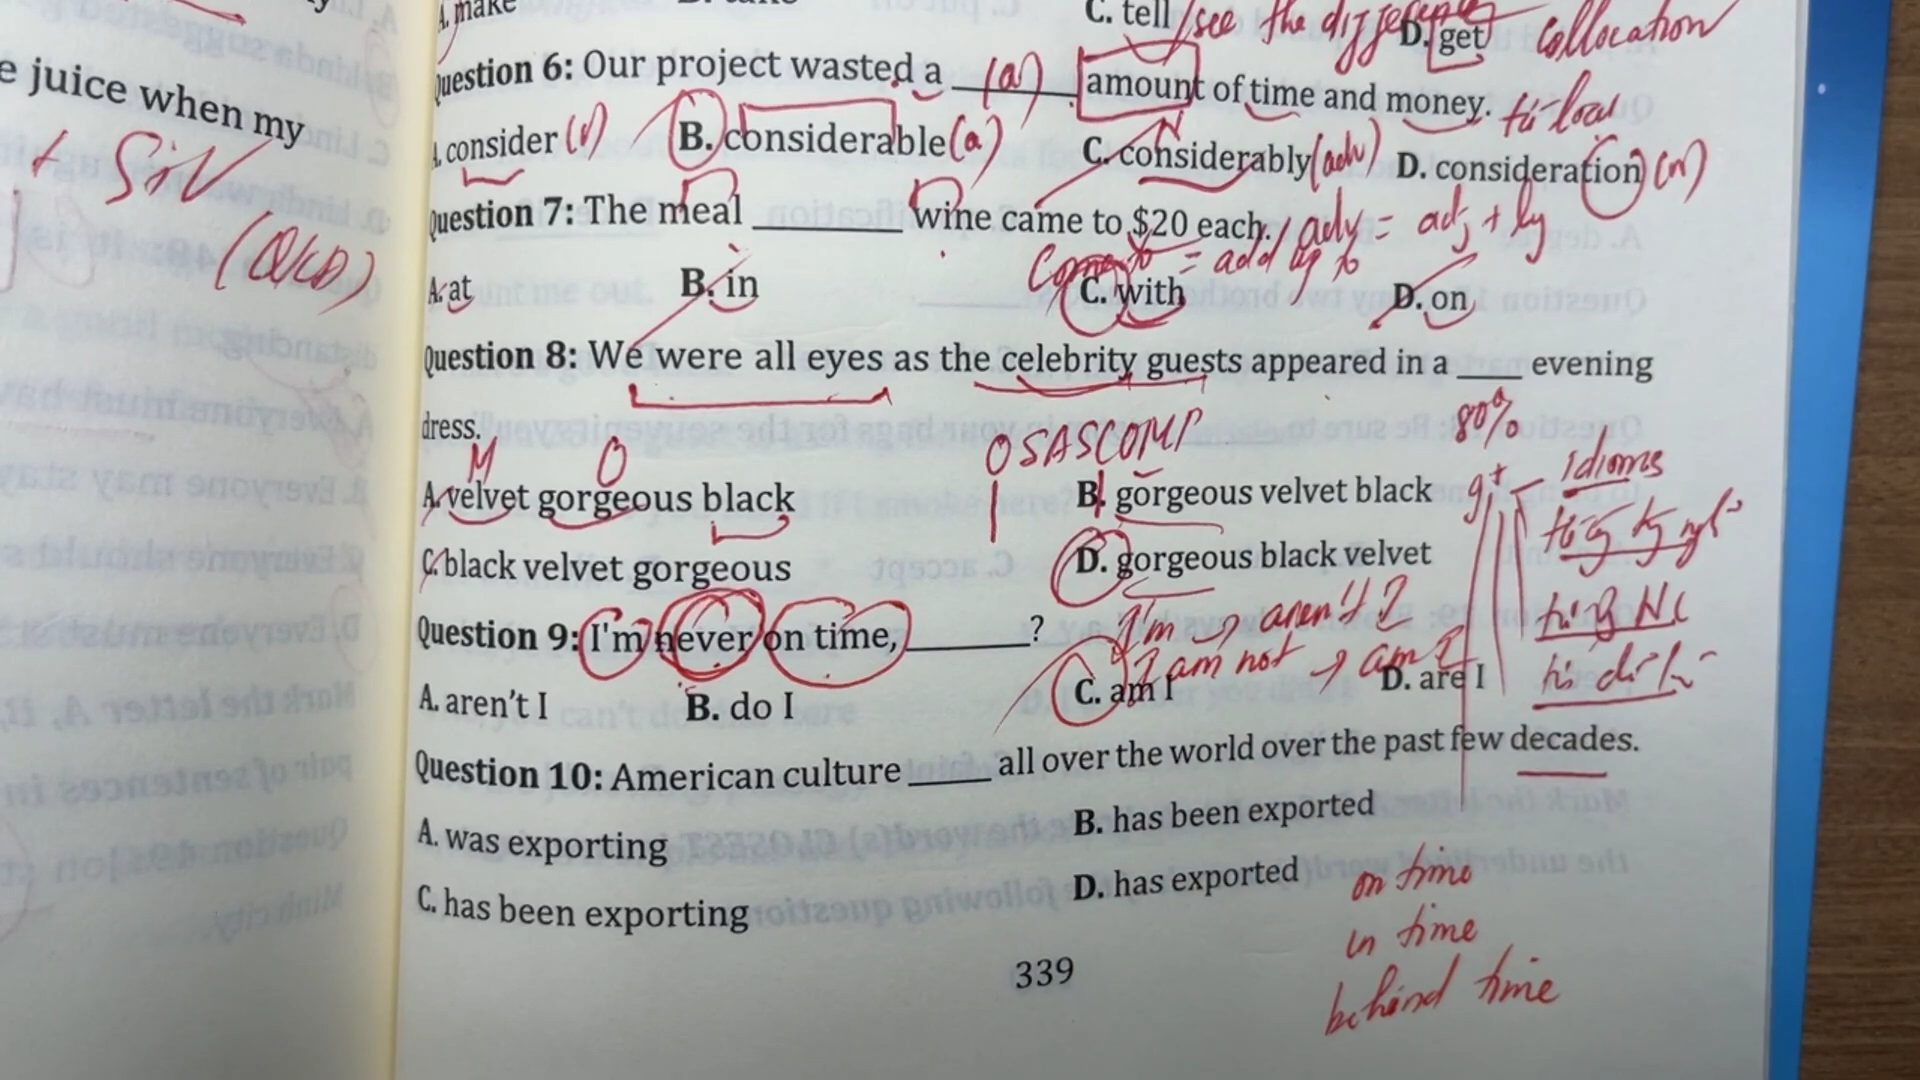 A. make
C. tell / see the difference D. get collocation
e juice when my
Question 6: Our project wasted a ______ (a) amount of time and money.
A. consider (v) B. considerable (a) C. considerably (adv) D. consideration (n)
Question 7: The meal ______ wine came to $20 each. adv = adj + ly
come to = add up to
A. at B. in C. with D. on
Question 8: We were all eyes as the celebrity guests appeared in a ___ evening
dress.
M O OSASCOMP 80%
A. velvet gorgeous black B. gorgeous velvet black
idioms
C. black velvet gorgeous D. gorgeous black velvet
Question 9: I'm never on time, ______?
I'm → aren't I
I am not → am I
A. aren't I B. do I C. am I D. are I
Question 10: American culture ____ all over the world over the past few decades.
A. was exporting B. has been exported
C. has been exporting D. has exported
on time
in time
behind time
339